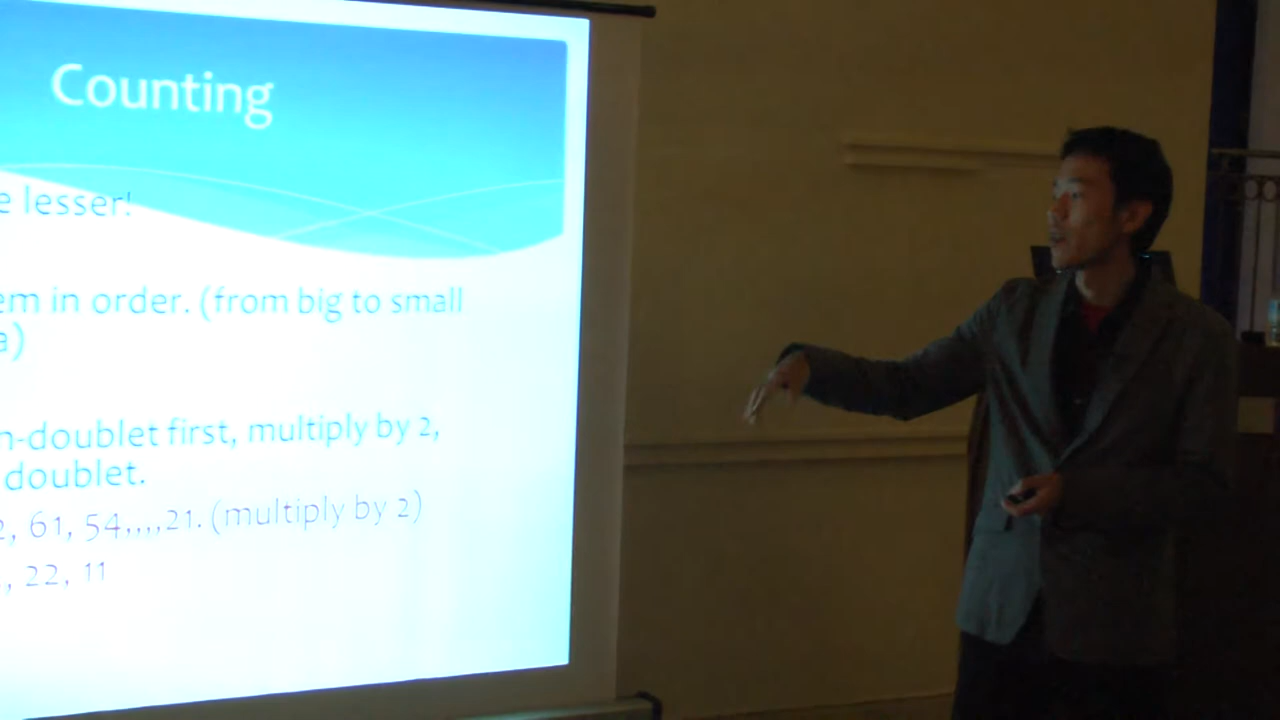 Counting
e lesser!
em in order. (from big to small
a)
n-doublet first, multiply by 2,
doublet.
2, 61, 54,,,,21. (multiply by 2)
, 22, 11